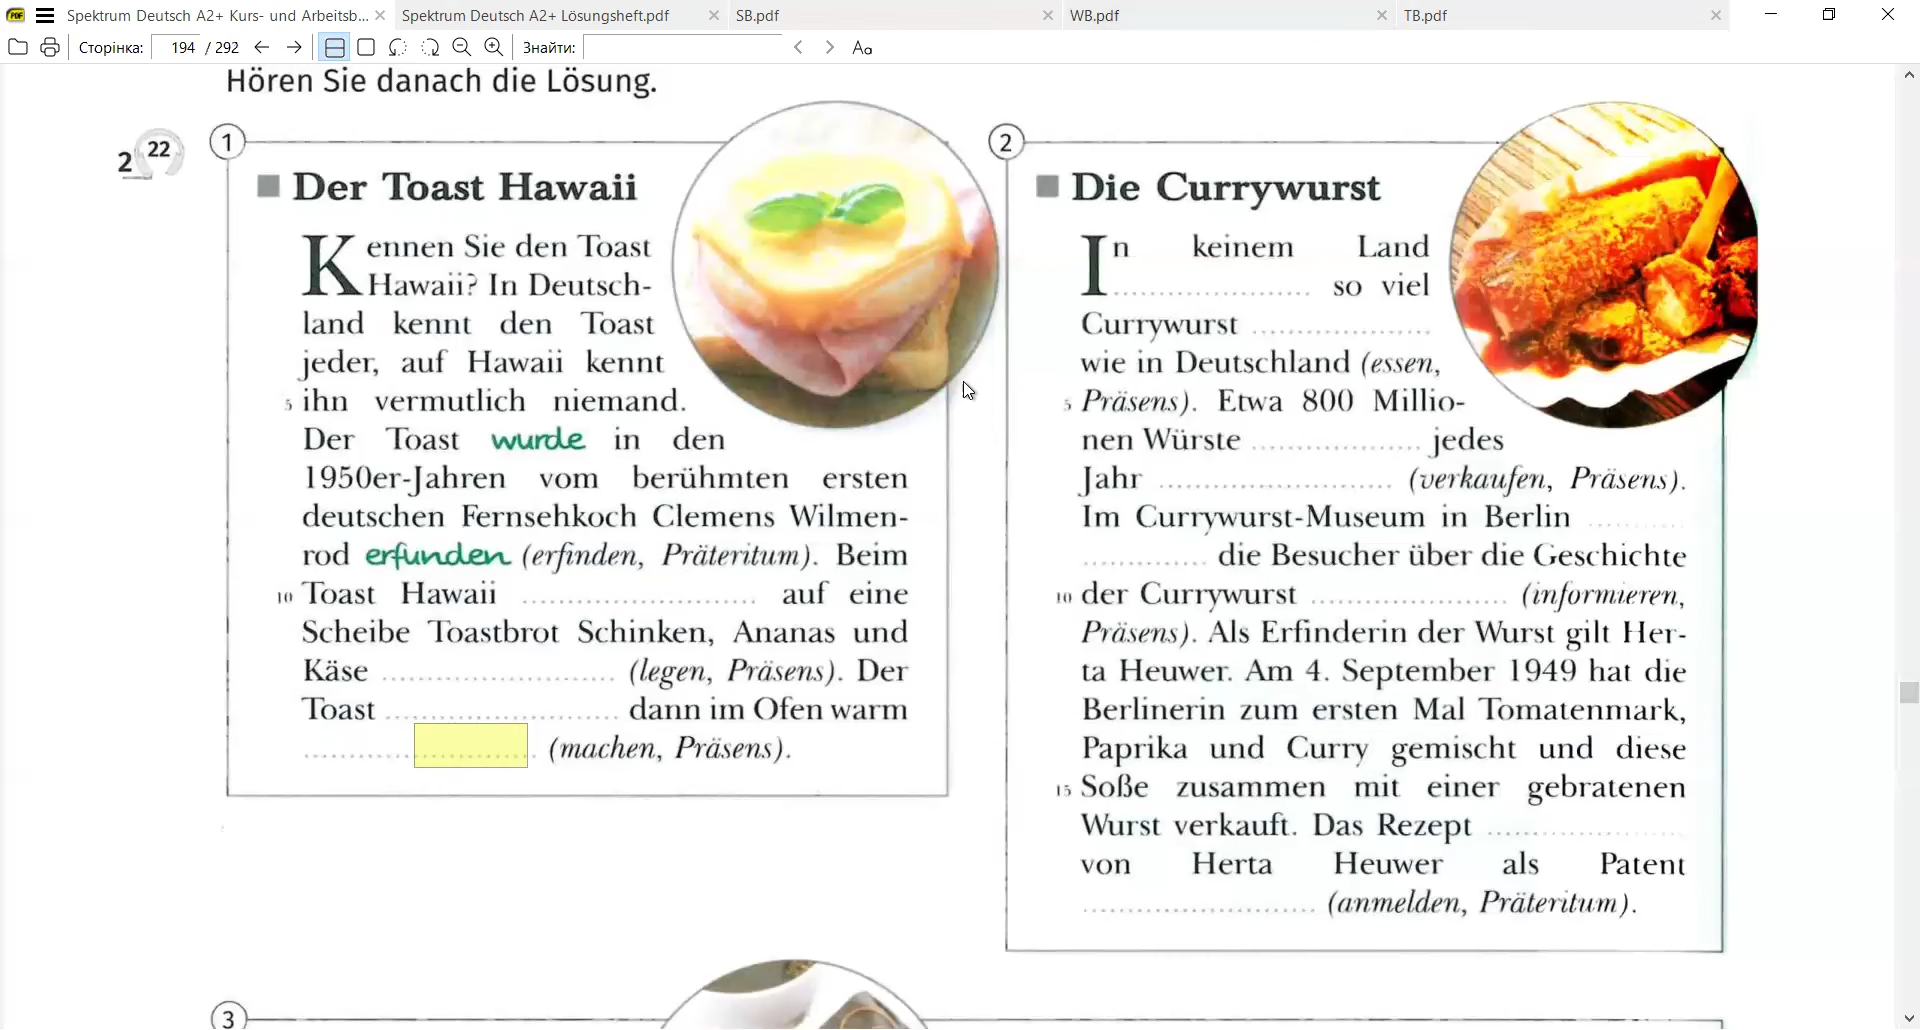 Spektrum Deutsch A2+ Kurs- und Arbeitsb...
Spektrum Deutsch A2+ Lösungsheft.pdf
SB.pdf
WB.pdf
TB.pdf
Сторінка: 194 / 292
Знайти:
Aa
Hören Sie danach die Lösung.
2 22
1
Der Toast Hawaii
Kennen Sie den Toast
Hawaii? In Deutsch-
land kennt den Toast
jeder, auf Hawaii kennt
5 ihn vermutlich niemand.
Der Toast wurde in den
1950er-Jahren vom berühmten ersten
deutschen Fernsehkoch Clemens Wilmen-
rod erfunden (erfinden, Präteritum). Beim
10 Toast Hawaii .......................... auf eine
Scheibe Toastbrot Schinken, Ananas und
Käse .......................... (legen, Präsens). Der
Toast .......................... dann im Ofen warm
.......................... (machen, Präsens).
2
Die Currywurst
In keinem Land
...................... so viel
Currywurst ....................
wie in Deutschland (essen,
5 Präsens). Etwa 800 Millio-
nen Würste ................... jedes
Jahr .......................... (verkaufen, Präsens).
Im Currywurst-Museum in Berlin ...........
.............. die Besucher über die Geschichte
10 der Currywurst ...................... (informieren,
Präsens). Als Erfinderin der Wurst gilt Her-
ta Heuwer. Am 4. September 1949 hat die
Berlinerin zum ersten Mal Tomatenmark,
Paprika und Curry gemischt und diese
15 Soße zusammen mit einer gebratenen
Wurst verkauft. Das Rezept ......................
von Herta Heuwer als Patent
.......................... (anmelden, Präteritum).
3